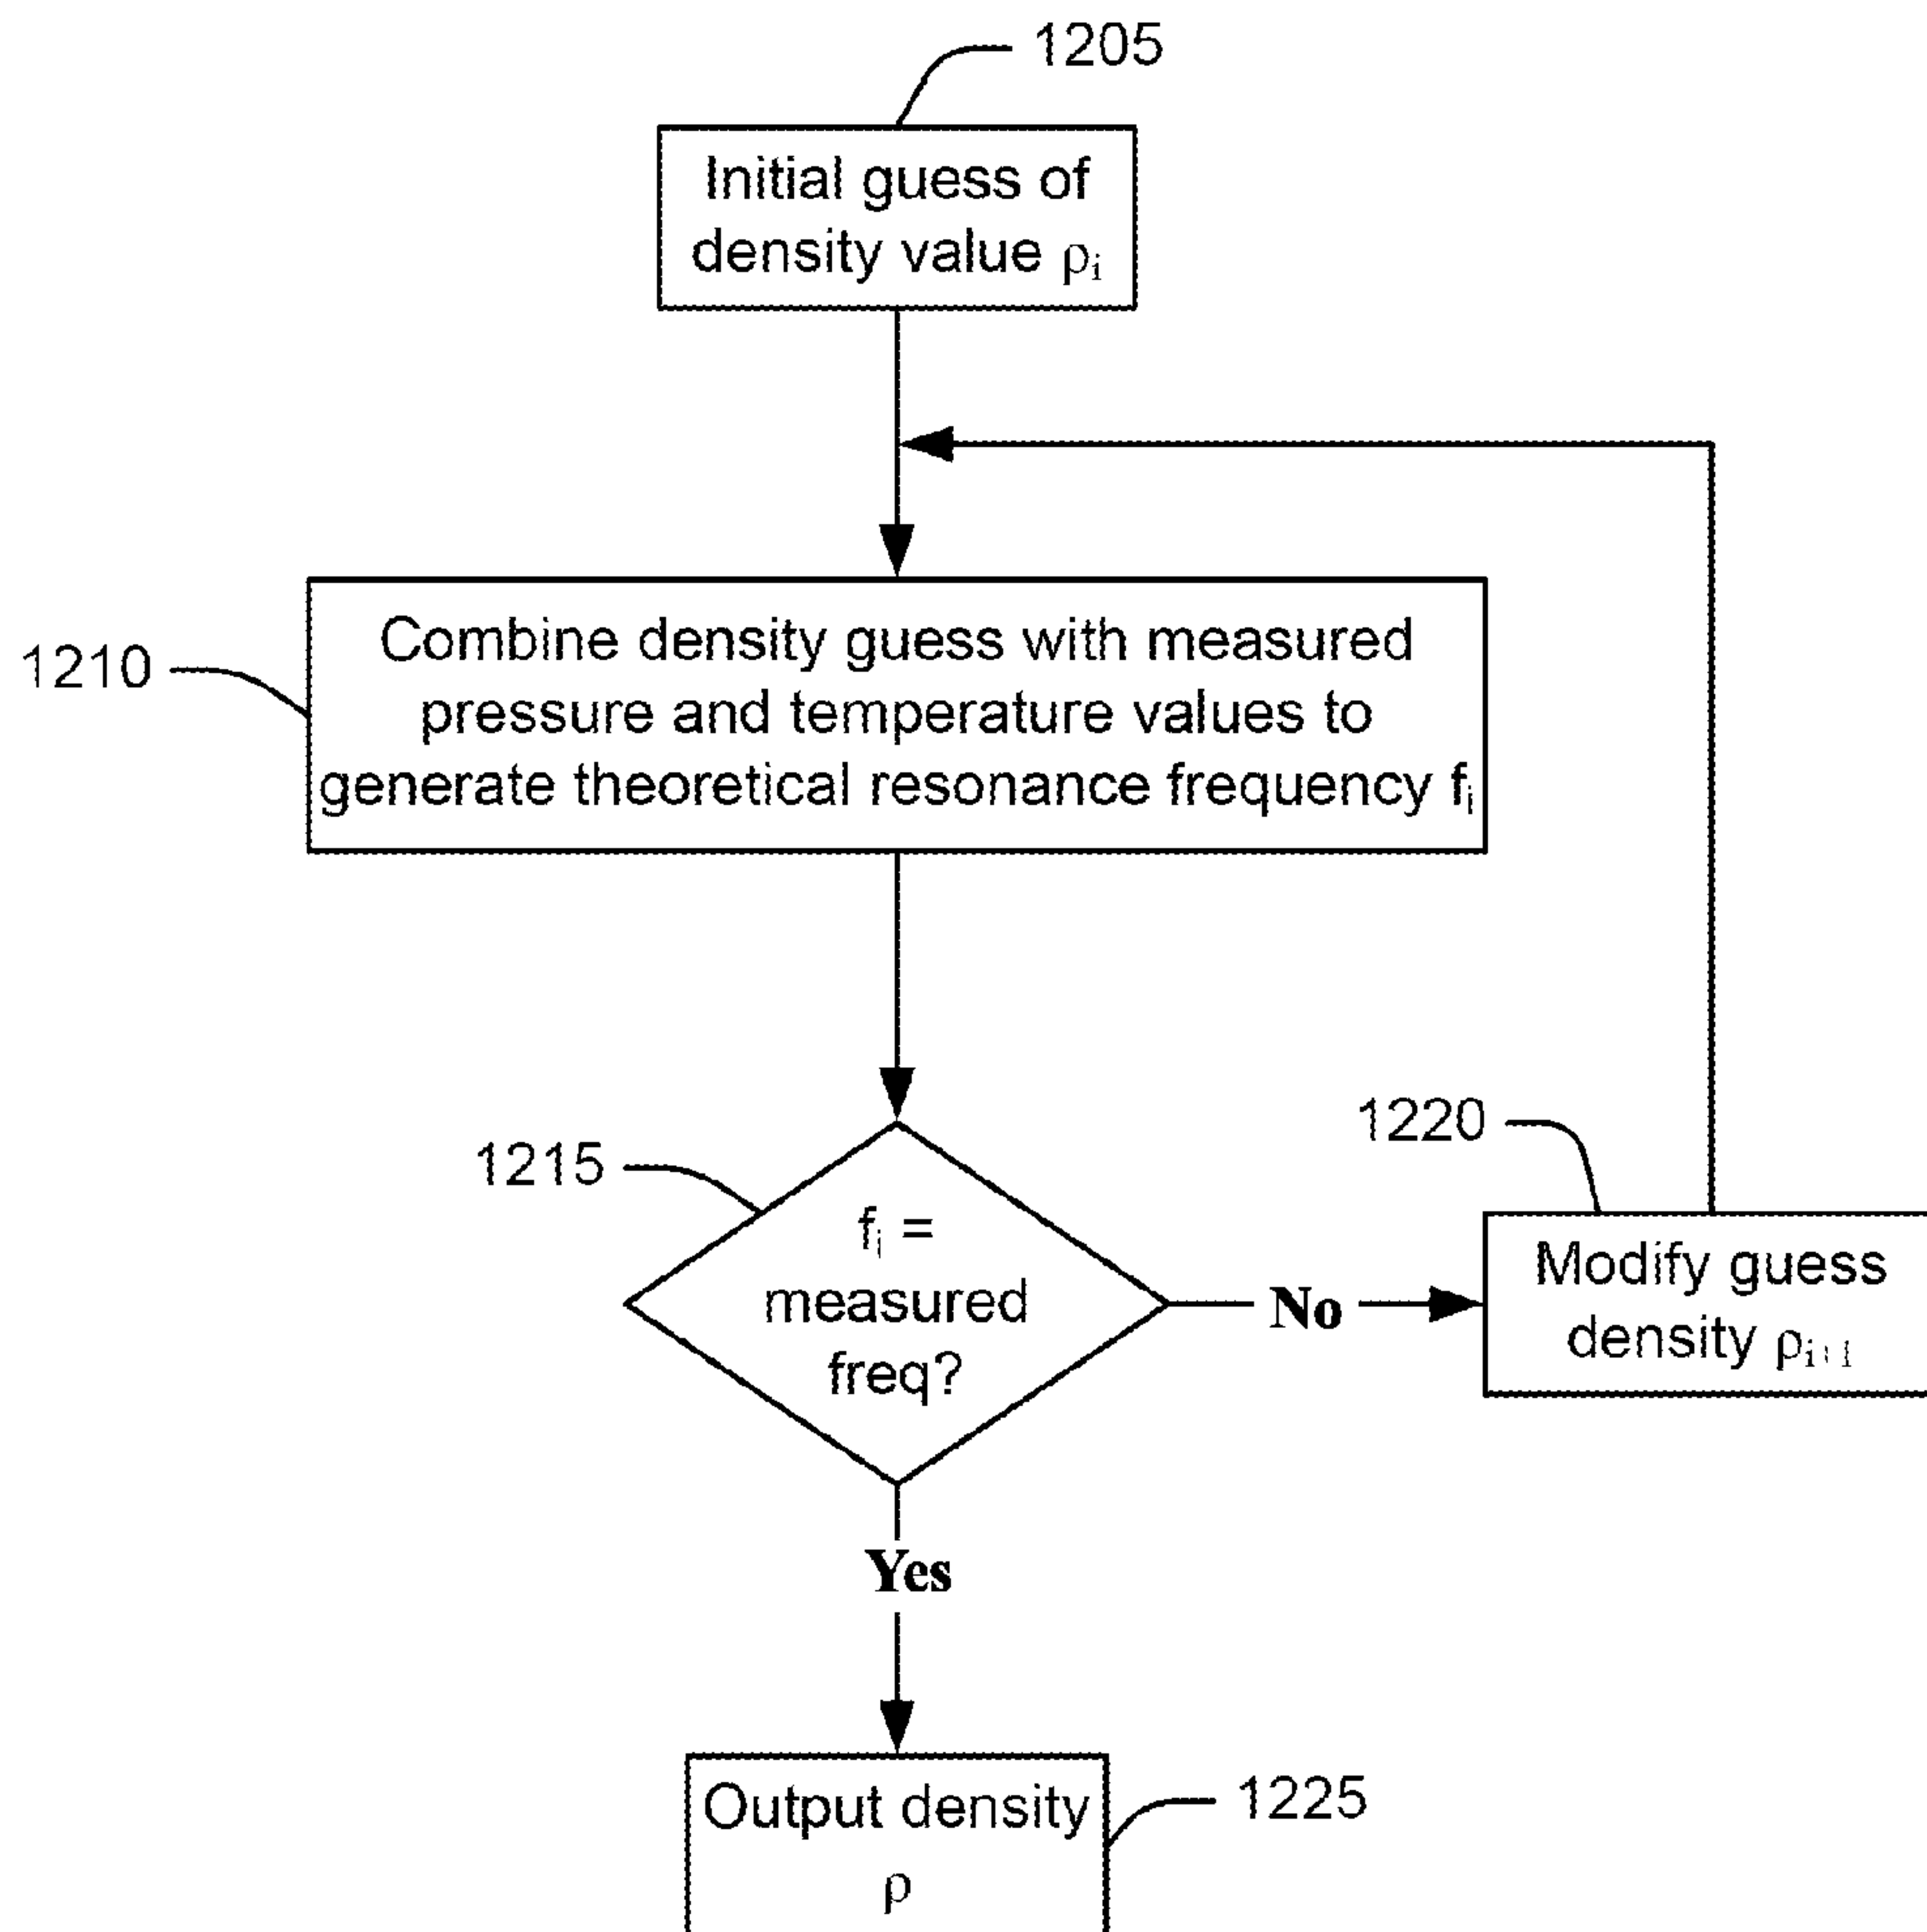 1205
Initial guess of
density value ρi
1210
Combine density guess with measured
pressure and temperature values to
generate theoretical resonance frequency fi
1215
fi =
measured
freq?
No
1220
Modify guess
density ρi+1
Yes
Output density
ρ
1225